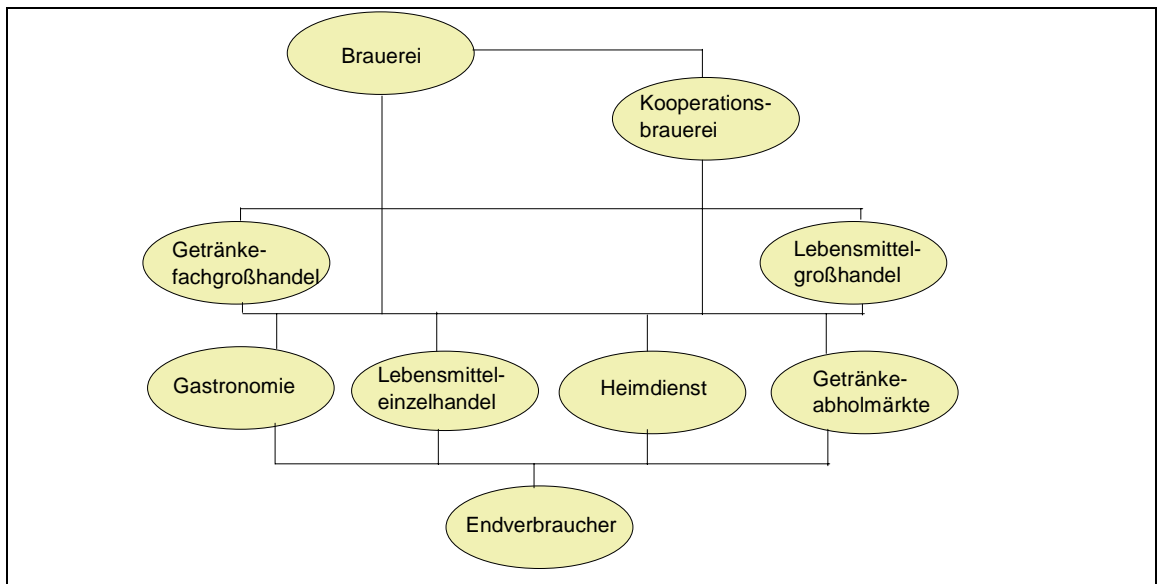 Brauerei
Kooperations-
brauerei
Getränke-
fachgroßhandel
Lebensmittel-
großhandel
Gastronomie
Lebensmittel-
einzelhandel
Heimdienst
Getränke-
abholmärkte
Endverbraucher